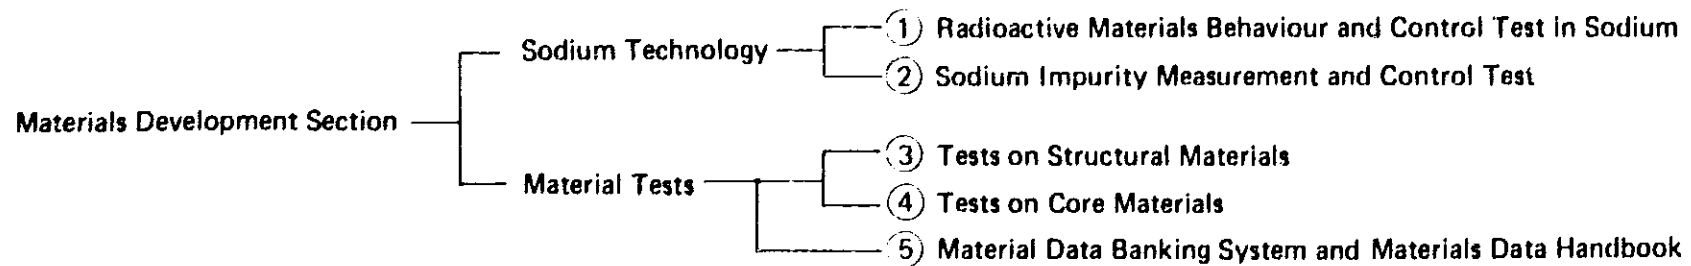 Sodium Technology
① Radioactive Materials Behaviour and Control Test in Sodium
② Sodium Impurity Measurement and Control Test
Materials Development Section
Material Tests
③ Tests on Structural Materials
④ Tests on Core Materials
⑤ Material Data Banking System and Materials Data Handbook